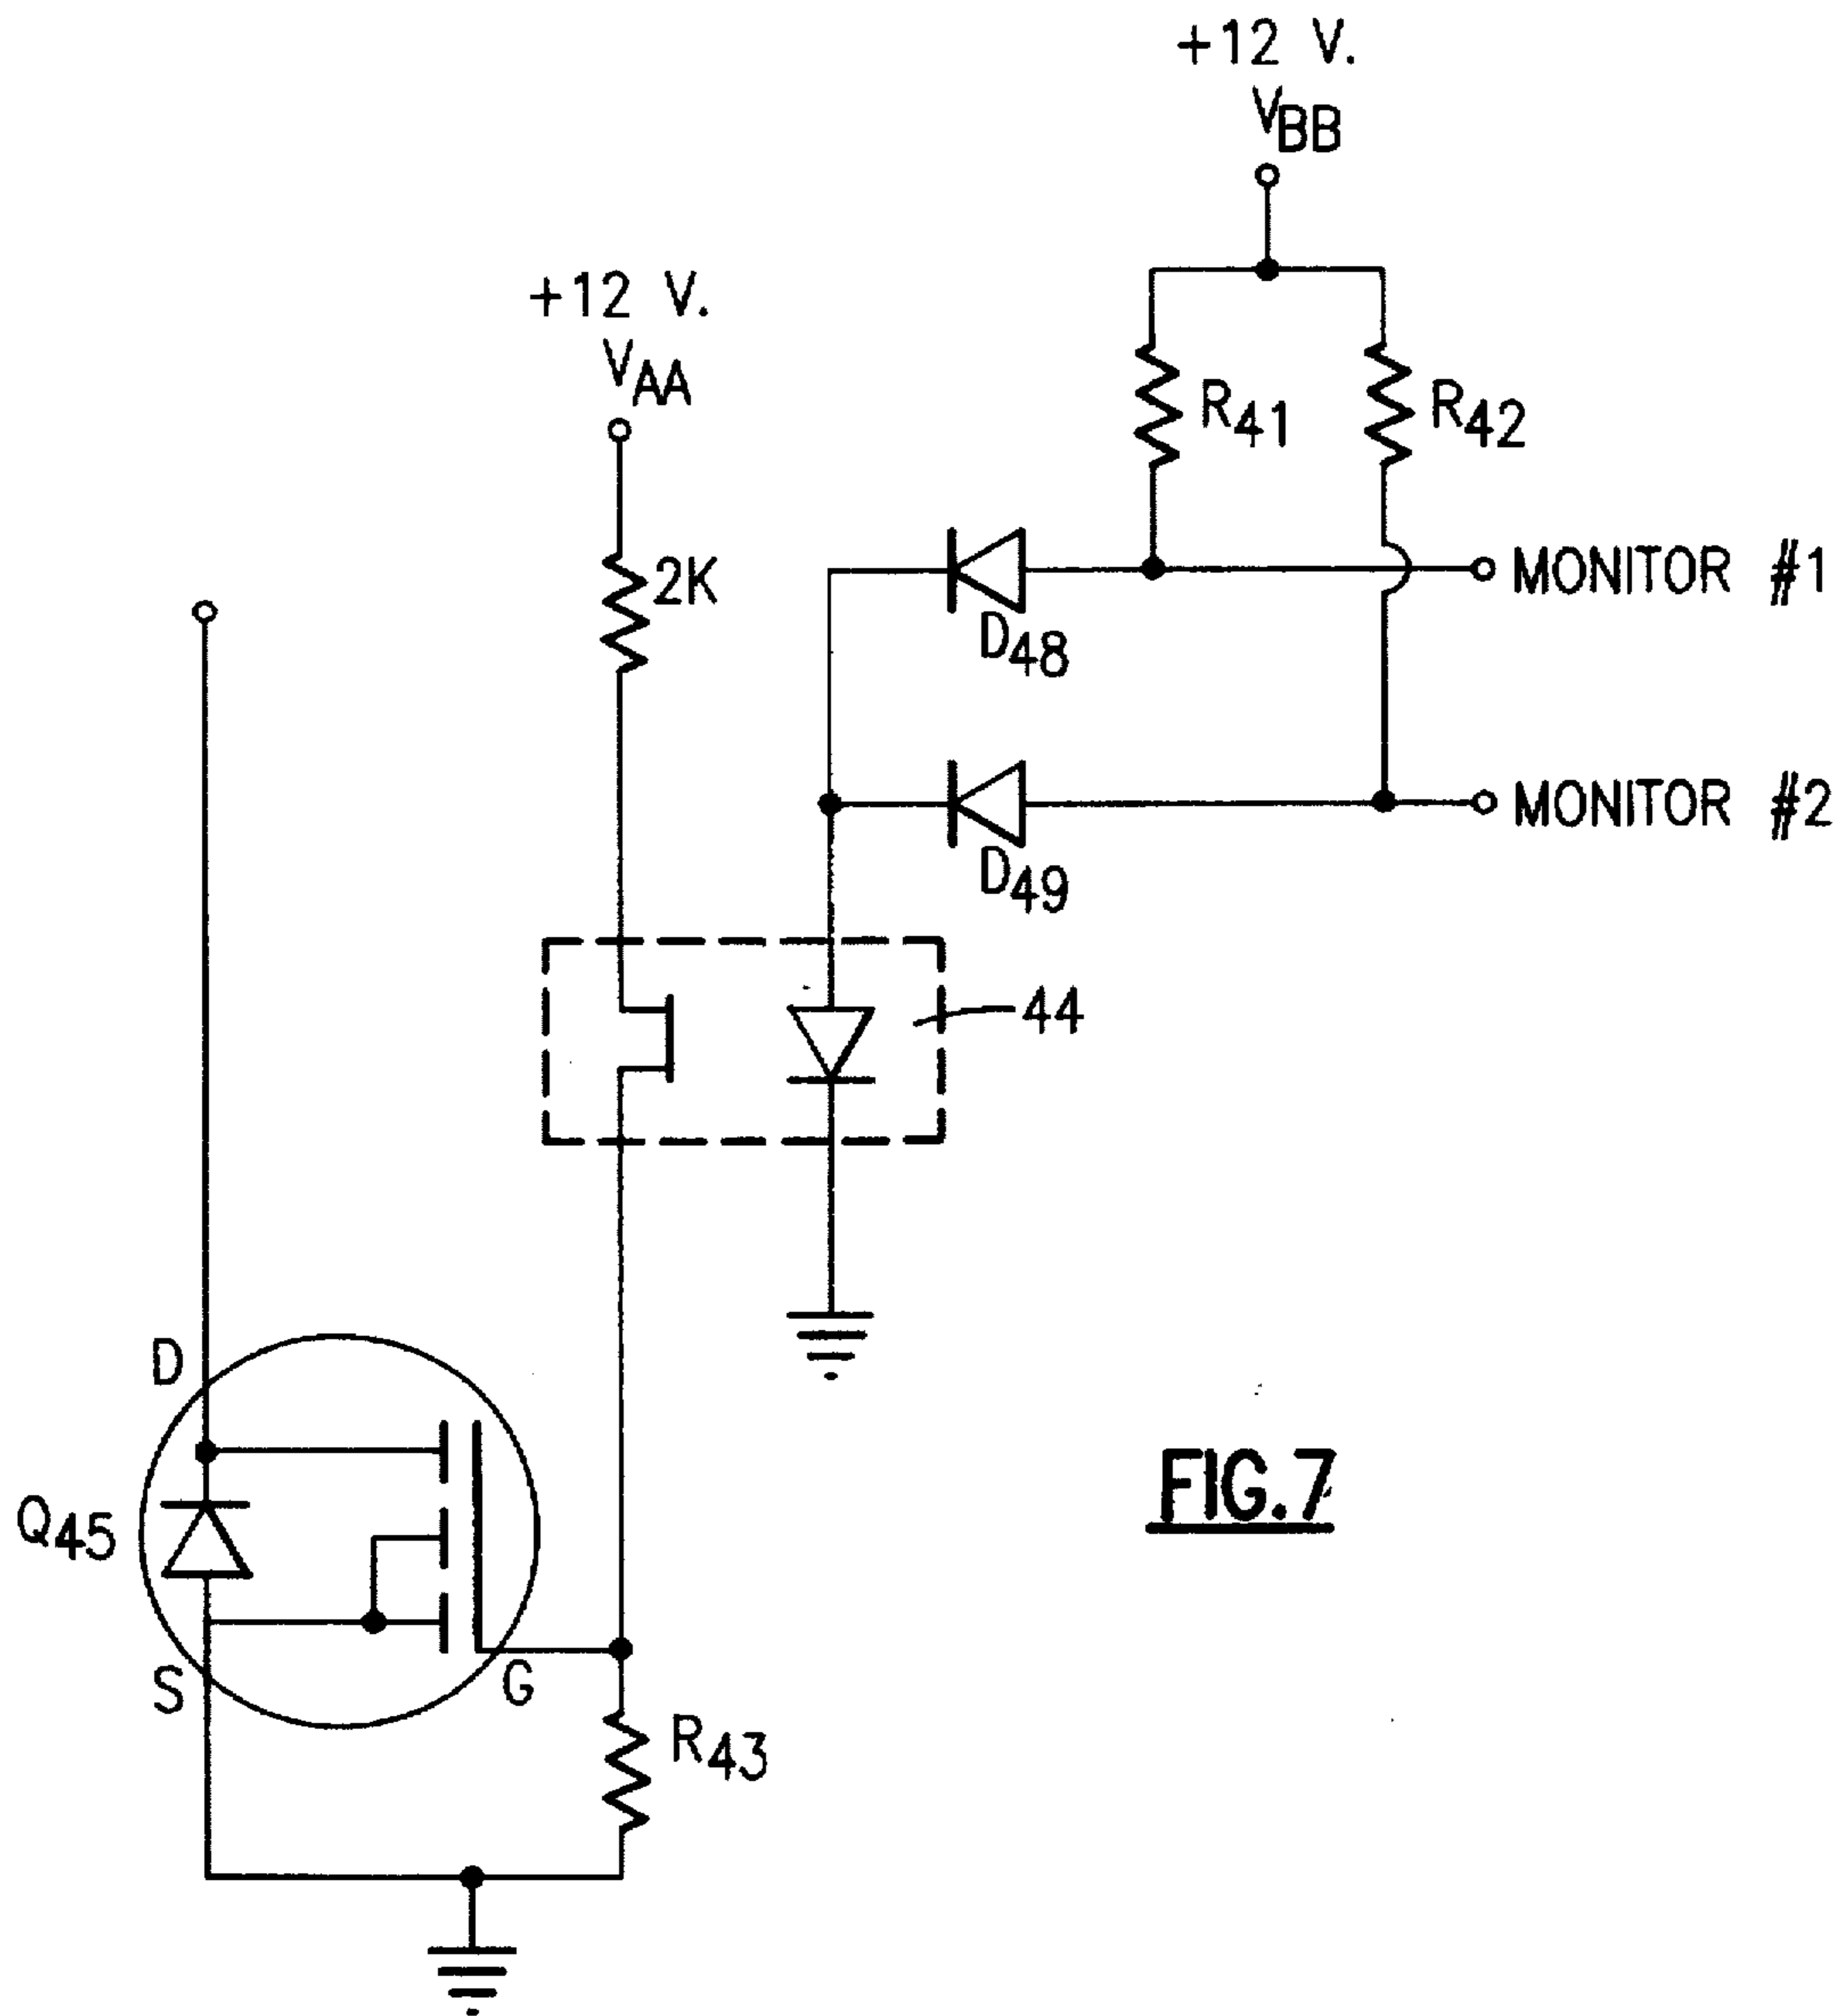 +12 V.
VBB
+12 V.
VAA
R41
R42
2K
MONITOR #1
D48
MONITOR #2
D49
44
D
Q45
S
G
R43
FIG.7